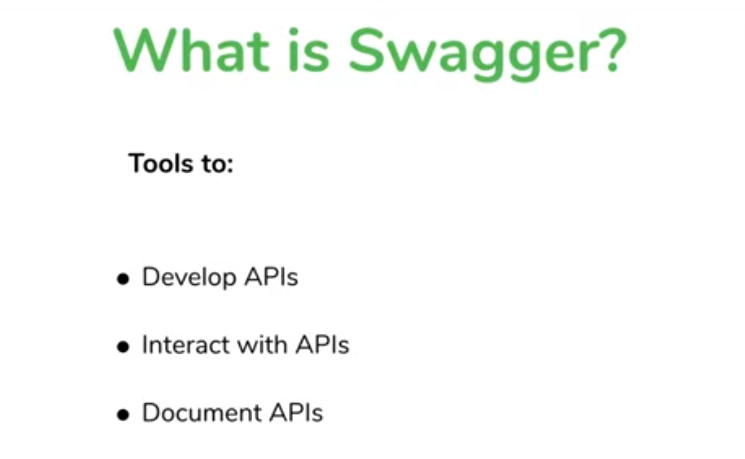 What is Swagger?
Tools to:
● Develop APIs
● Interact with APIs
● Document APIs